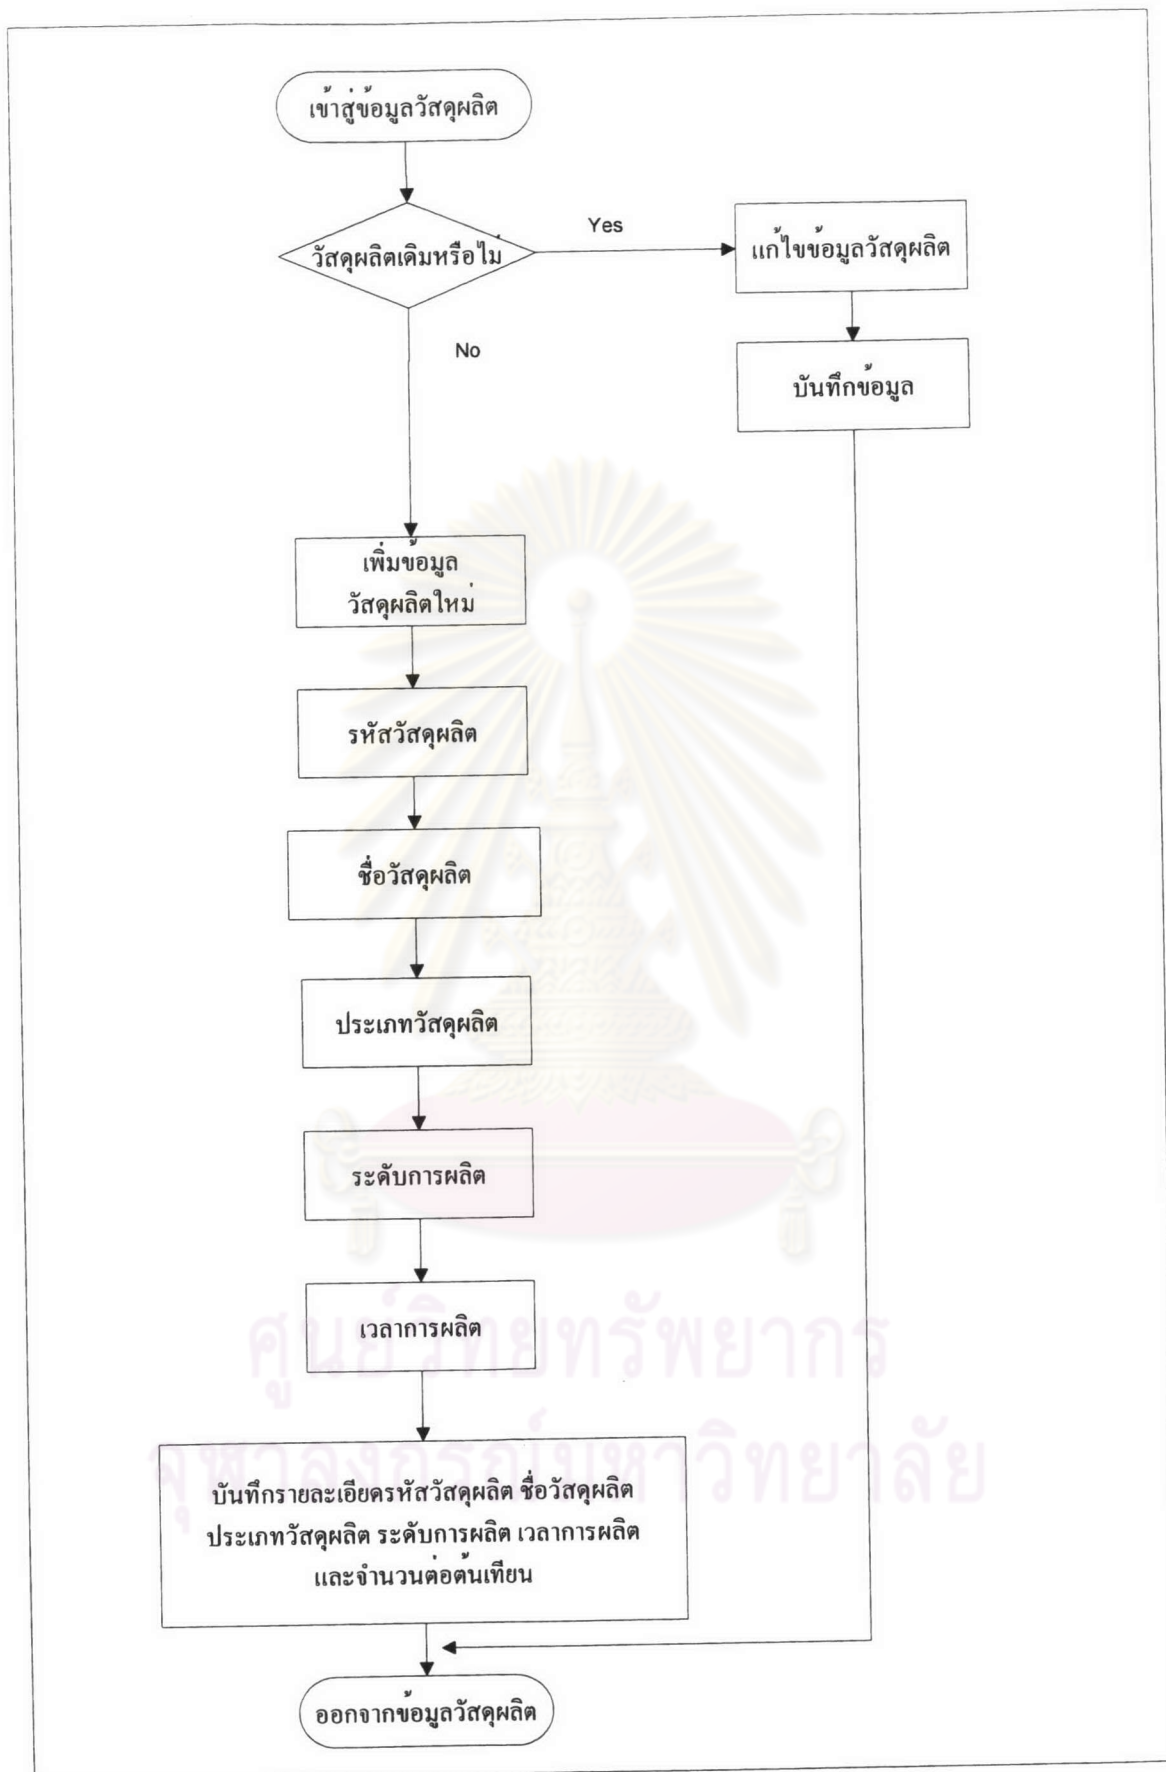 เข้าสู่ข้อมูลวัสดุผลิต
วัสดุผลิตเดิมหรือไม่
Yes
แก้ไขข้อมูลวัสดุผลิต
No
บันทึกข้อมูล
เพิ่มข้อมูล
วัสดุผลิตใหม่
รหัสวัสดุผลิต
ชื่อวัสดุผลิต
ประเภทวัสดุผลิต
ระดับการผลิต
เวลาการผลิต
ศูนย์วิทยทรัพยากร
จุฬาลงกรณ์มหาวิทยาลัย
บันทึกรายละเอียดรหัสวัสดุผลิต ชื่อวัสดุผลิต
ประเภทวัสดุผลิต ระดับการผลิต เวลาการผลิต
และจำนวนต่อต้นเทียน
ออกจากข้อมูลวัสดุผลิต